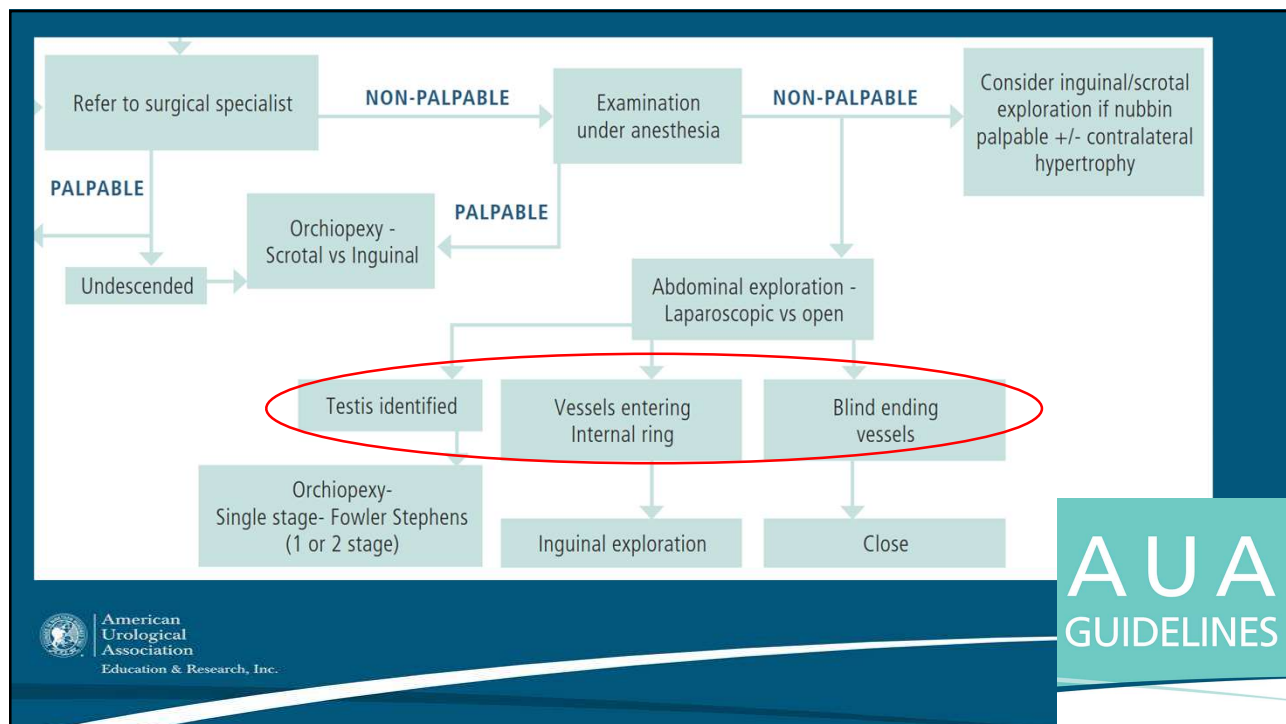 Refer to surgical specialist
NON-PALPABLE
Examination
under anesthesia
NON-PALPABLE
Consider inguinal/scrotal
exploration if nubbin
palpable +/- contralateral
hypertrophy
PALPABLE
Orchiopexy -
Scrotal vs Inguinal
PALPABLE
Undescended
Abdominal exploration -
Laparoscopic vs open
Testis identified
Vessels entering
Internal ring
Blind ending
vessels
Orchiopexy-
Single stage- Fowler Stephens
(1 or 2 stage)
Inguinal exploration
Close
AUA
GUIDELINES
American
Urological
Association
Education & Research, Inc.